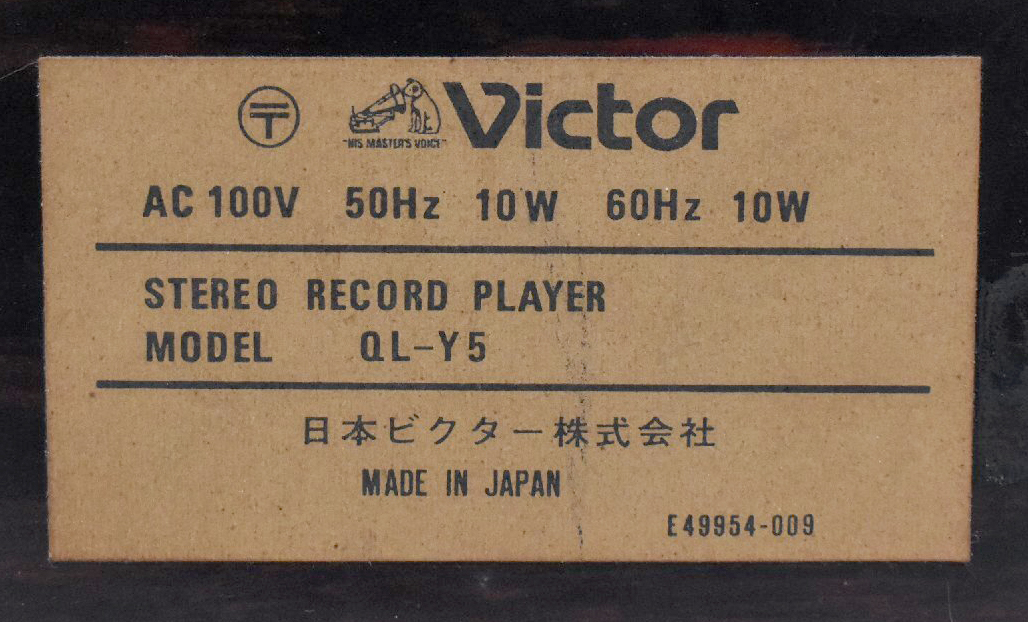 〒 "HIS MASTER'S VOICE" Victor
AC 100V 50Hz 10W 60Hz 10W
STEREO RECORD PLAYER
MODEL QL-Y5
日本ビクター株式会社
MADE IN JAPAN
E49954-009